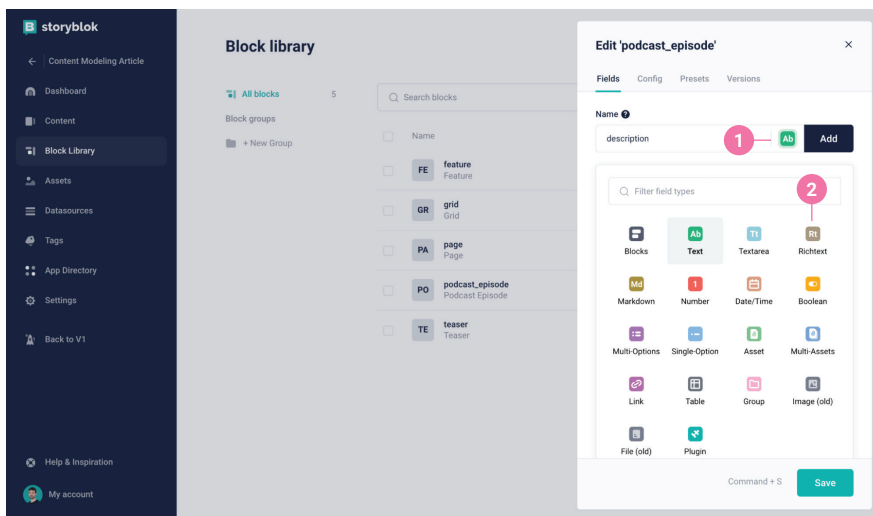 B storyblok
Content Modeling Article
Dashboard
Content
Block Library
Assets
Datasources
Tags
App Directory
Settings
Back to V1
Help & Inspiration
My account
Block library
All blocks 5
Block groups
+ New Group
Search blocks
Name
FE feature
Feature
GR grid
Grid
PA page
Page
PO podcast_episode
Podcast Episode
TE teaser
Teaser
Edit 'podcast_episode'
Fields Config Presets Versions
Name ?
description 1 Ab Add
Filter field types 2
Ab Tt Rt
Blocks Text Textarea Richtext
Md 1
Markdown Number Date/Time Boolean
Multi-Options Single-Option Asset Multi-Assets
Link Table Group Image (old)
File (old) Plugin
Command + S Save